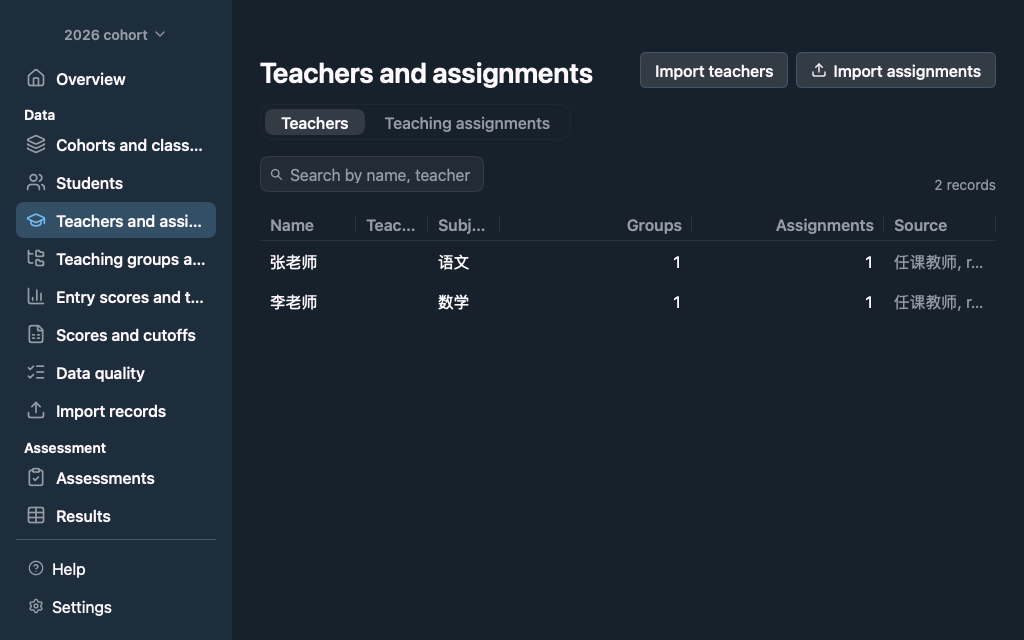 2026 cohort
Overview
Data
Cohorts and class...
Students
Teachers and assi...
Teaching groups a...
Entry scores and t...
Scores and cutoffs
Data quality
Import records
Assessment
Assessments
Results
Help
Settings
Teachers and assignments
Import teachers
Import assignments
Teachers
Teaching assignments
Search by name, teacher
2 records
Name Teac... Subj... Groups Assignments Source
张老师 语文 1 1 任课教师, r...
李老师 数学 1 1 任课教师, r...